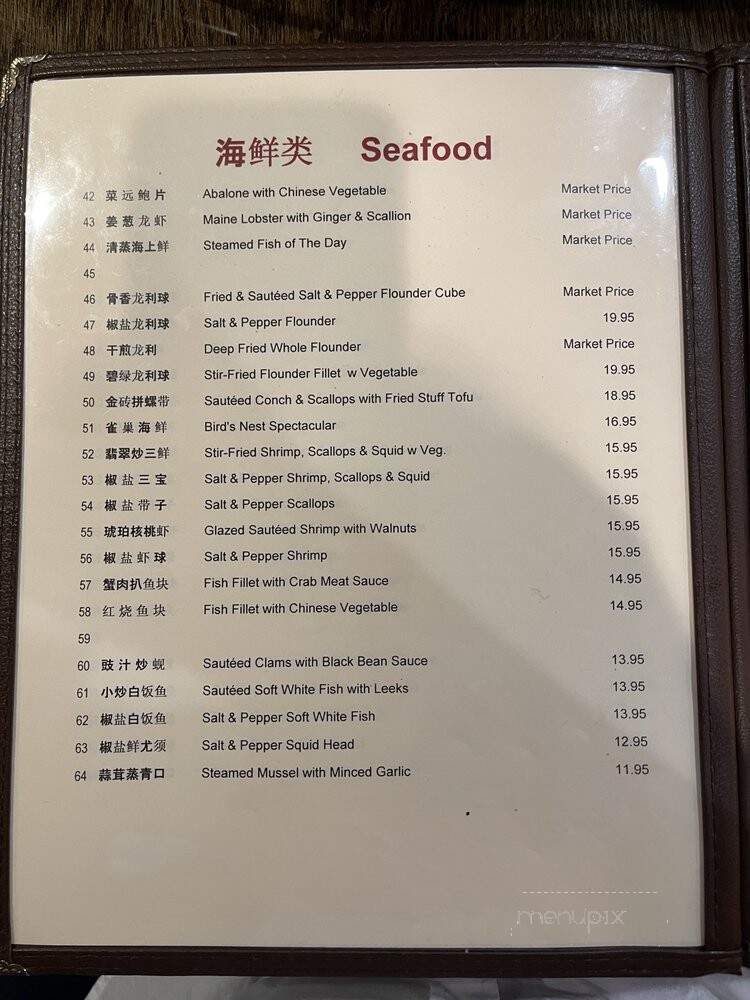 海鲜类 Seafood
42 菜远鲍片 Abalone with Chinese Vegetable Market Price
43 姜葱龙虾 Maine Lobster with Ginger & Scallion Market Price
44 清蒸海上鲜 Steamed Fish of The Day Market Price
45
46 骨香龙利球 Fried & Sautéed Salt & Pepper Flounder Cube Market Price
47 椒盐龙利球 Salt & Pepper Flounder 19.95
48 干煎龙利 Deep Fried Whole Flounder Market Price
49 碧绿龙利球 Stir-Fried Flounder Fillet w Vegetable 19.95
50 金砖拼螺带 Sautéed Conch & Scallops with Fried Stuff Tofu 18.95
51 雀巢海鲜 Bird's Nest Spectacular 16.95
52 翡翠炒三鲜 Stir-Fried Shrimp, Scallops & Squid w Veg. 15.95
53 椒盐三宝 Salt & Pepper Shrimp, Scallops & Squid 15.95
54 椒盐带子 Salt & Pepper Scallops 15.95
55 琥珀核桃虾 Glazed Sautéed Shrimp with Walnuts 15.95
56 椒盐虾球 Salt & Pepper Shrimp 15.95
57 蟹肉扒鱼块 Fish Fillet with Crab Meat Sauce 14.95
58 红烧鱼块 Fish Fillet with Chinese Vegetable 14.95
59
60 豉汁炒蚬 Sautéed Clams with Black Bean Sauce 13.95
61 小炒白饭鱼 Sautéed Soft White Fish with Leeks 13.95
62 椒盐白饭鱼 Salt & Pepper Soft White Fish 13.95
63 椒盐鲜尤须 Salt & Pepper Squid Head 12.95
64 蒜茸蒸青口 Steamed Mussel with Minced Garlic 11.95
menupix